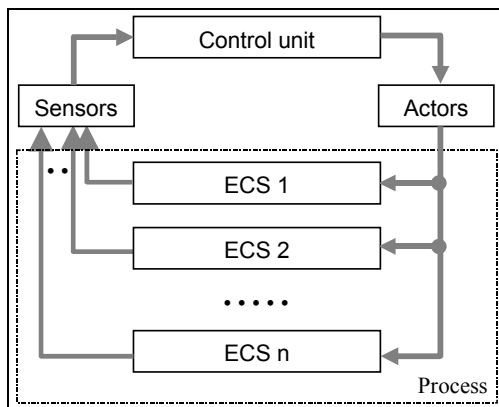 Control unit
Sensors
Actors
ECS 1
ECS 2
.....
ECS n
Process